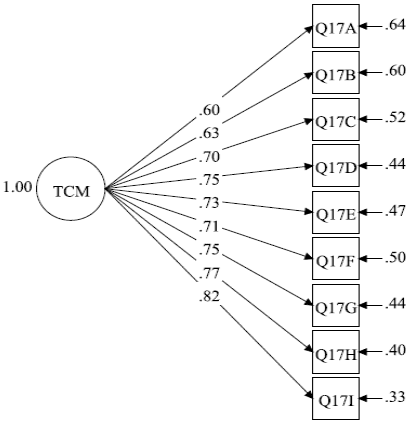 Q17A .64
Q17B .60
Q17C .52
Q17D .44
Q17E .47
Q17F .50
Q17G .44
Q17H .40
Q17I .33
1.00 TCM
.60
.63
.70
.75
.73
.71
.75
.77
.82